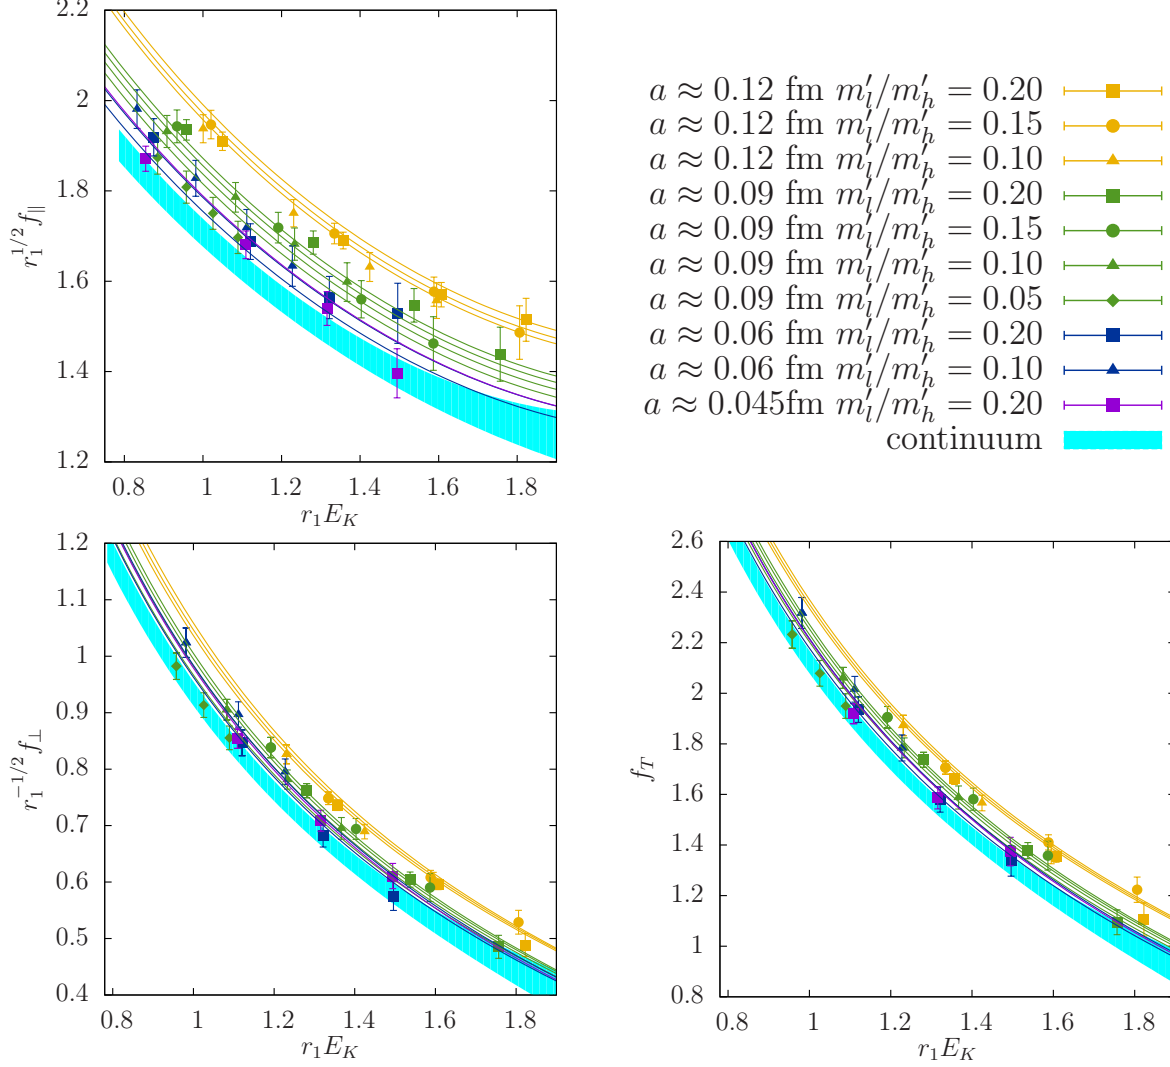 2.2
2
1.8
1.6
1.4
1.2
r₁^{1/2} f_∥
0.8 1 1.2 1.4 1.6 1.8
r₁E_K
a ≈ 0.12 fm m′_l/m′_h = 0.20
a ≈ 0.12 fm m′_l/m′_h = 0.15
a ≈ 0.12 fm m′_l/m′_h = 0.10
a ≈ 0.09 fm m′_l/m′_h = 0.20
a ≈ 0.09 fm m′_l/m′_h = 0.15
a ≈ 0.09 fm m′_l/m′_h = 0.10
a ≈ 0.09 fm m′_l/m′_h = 0.05
a ≈ 0.06 fm m′_l/m′_h = 0.20
a ≈ 0.06 fm m′_l/m′_h = 0.10
a ≈ 0.045fm m′_l/m′_h = 0.20
continuum
1.2
1.1
1
0.9
0.8
0.7
0.6
0.5
0.4
r₁^{−1/2} f_⊥
0.8 1 1.2 1.4 1.6 1.8
r₁E_K
2.6
2.4
2.2
2
1.8
1.6
1.4
1.2
1
0.8
f_T
0.8 1 1.2 1.4 1.6 1.8
r₁E_K